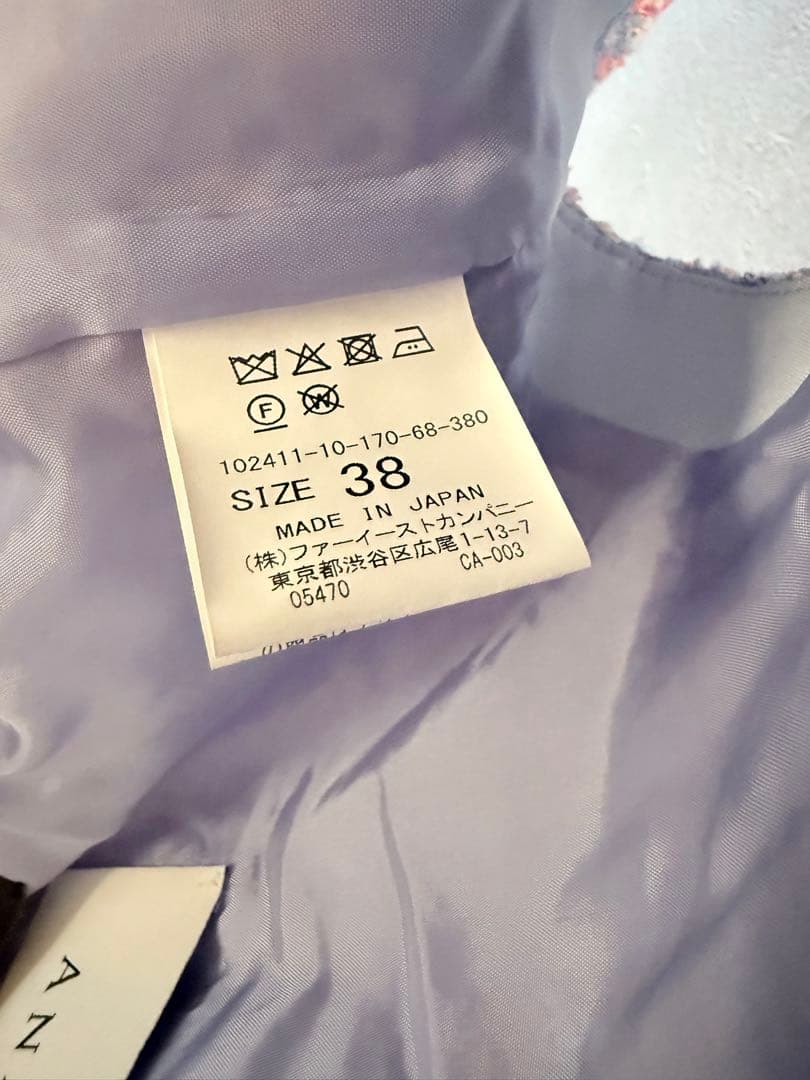 F
W
102411-10-170-68-380
SIZE 38
MADE IN JAPAN
(株)ファーイーストカンパニー
東京都渋谷区広尾1-13-7
05470 CA-003
AN